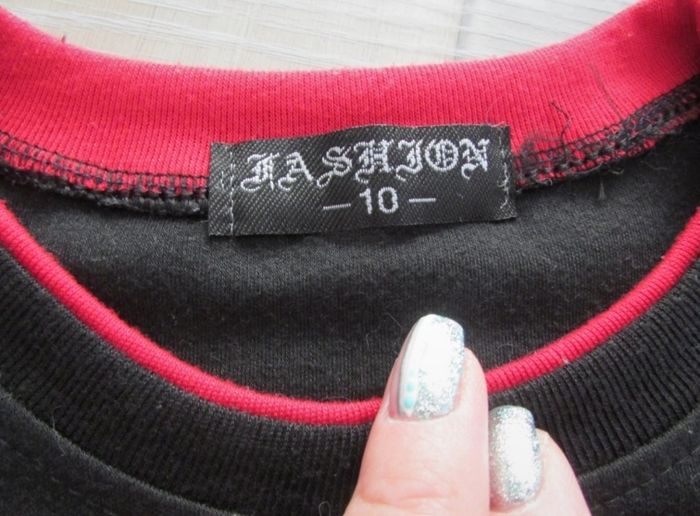 FASHION
– 10 –